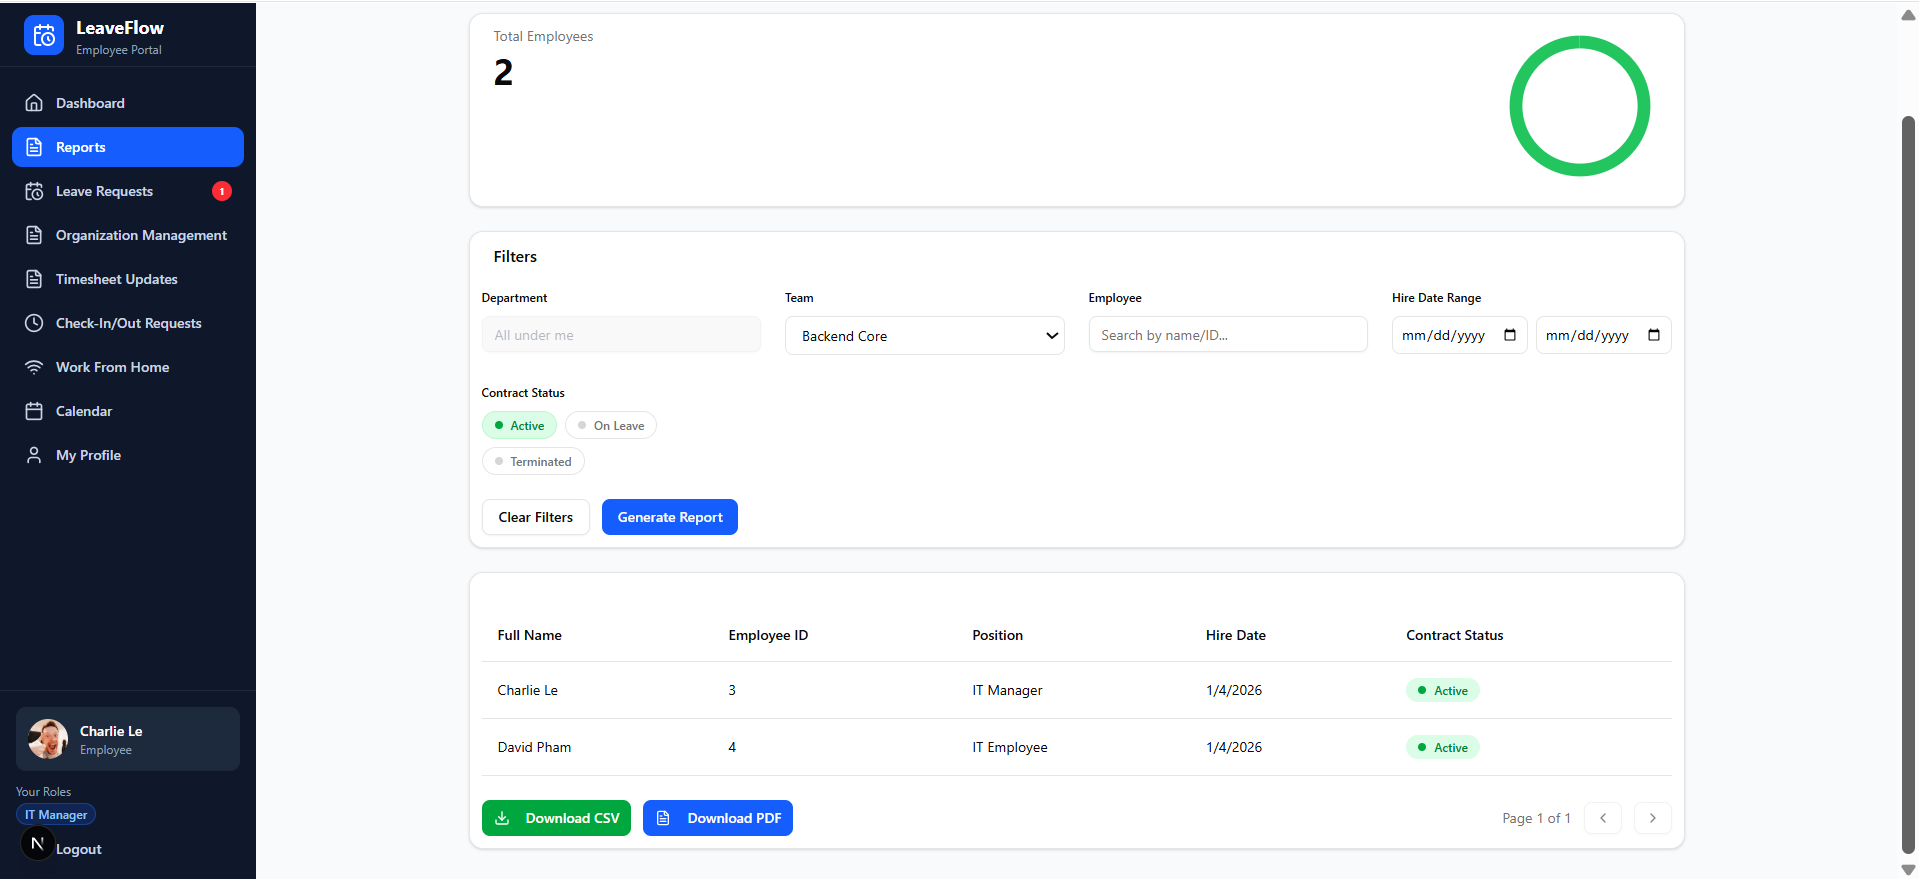 LeaveFlow
Employee Portal
Dashboard
Reports
Leave Requests 1
Organization Management
Timesheet Updates
Check-In/Out Requests
Work From Home
Calendar
My Profile
Charlie Le
Employee
Your Roles
IT Manager
N Logout
Total Employees
2
Filters
Department Team Employee Hire Date Range
All under me Backend Core Search by name/ID... mm/dd/yyyy mm/dd/yyyy
Contract Status
Active On Leave
Terminated
Clear Filters Generate Report
Full Name Employee ID Position Hire Date Contract Status
Charlie Le 3 IT Manager 1/4/2026 Active
David Pham 4 IT Employee 1/4/2026 Active
Download CSV Download PDF Page 1 of 1